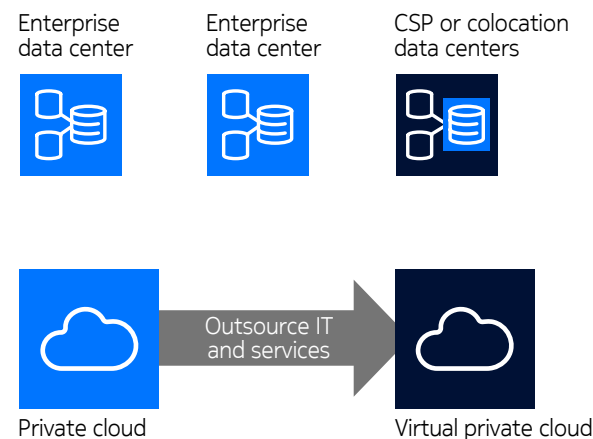 Enterprise
data center
Enterprise
data center
CSP or colocation
data centers
Outsource IT
and services
Private cloud
Virtual private cloud